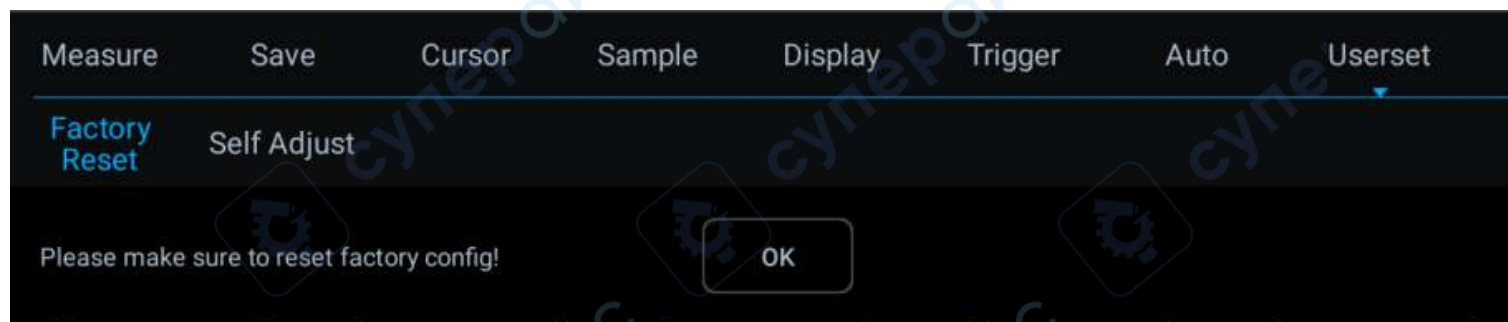 Measure Save Cursor Sample Display Trigger Auto Userset
Factory Reset Self Adjust
Please make sure to reset factory config! OK